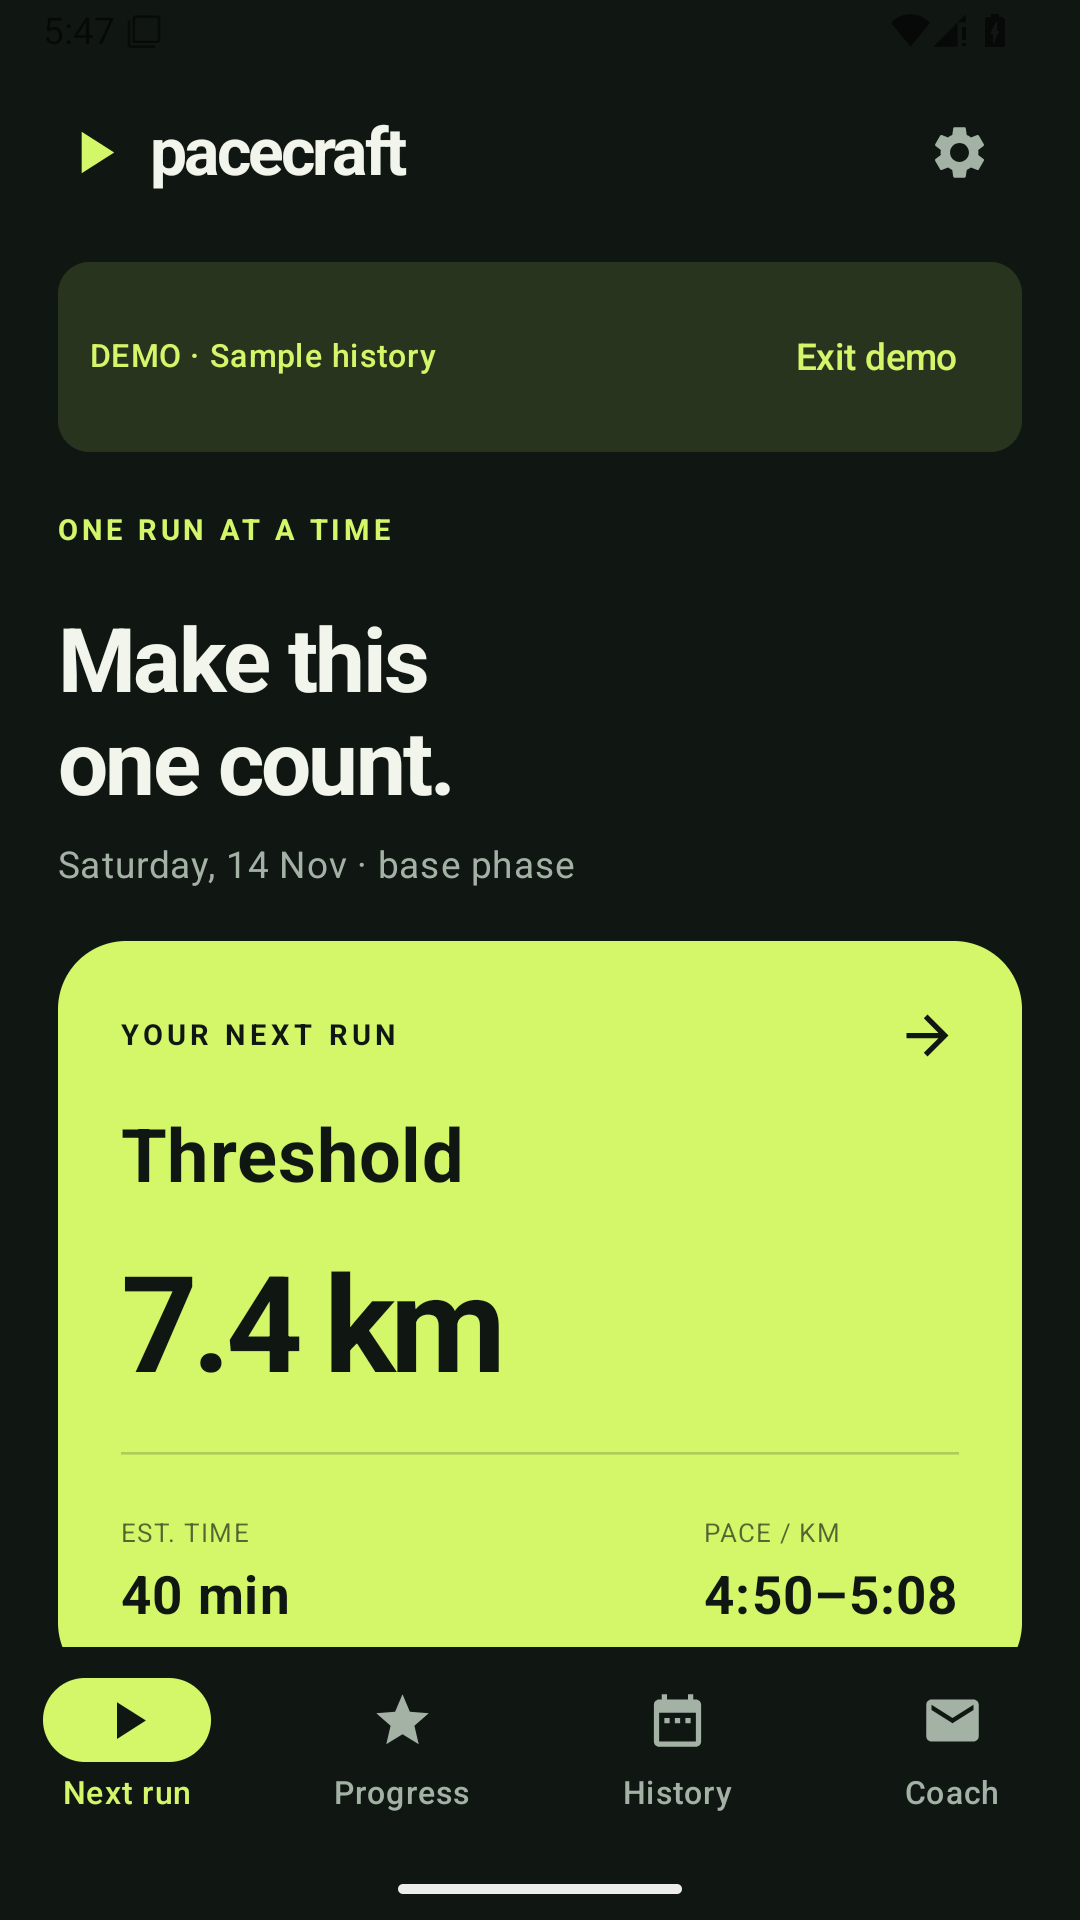 5:47
pacecraft
DEMO · Sample history
Exit demo
ONE RUN AT A TIME
Make this
one count.
Saturday, 14 Nov · base phase
YOUR NEXT RUN
Threshold
7.4 km
EST. TIME
PACE / KM
40 min
4:50–5:08
Next run
Progress
History
Coach